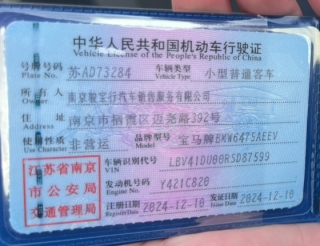 中华人民共和国机动车行驶证
Vehicle License of the People's Republic of China
号牌号码 苏AD73284 车辆类型 小型普通客车
Plate No. Vehicle Type
所有人 南京骏宝行汽车销售服务有限公司
Owner
住址 南京市栖霞区迈尧路392号
Address
使用性质 非营运 品牌型号 宝马牌BMW6475AEEV
Use Character Model
江苏省南京
市公安局
交通管理局
车辆识别代号 LBV41DU00RSD87599
VIN
发动机号码 Y421CB20
Engine No.
注册日期 2024-12-10 发证日期 2024-12-10
Register Date Issue Date